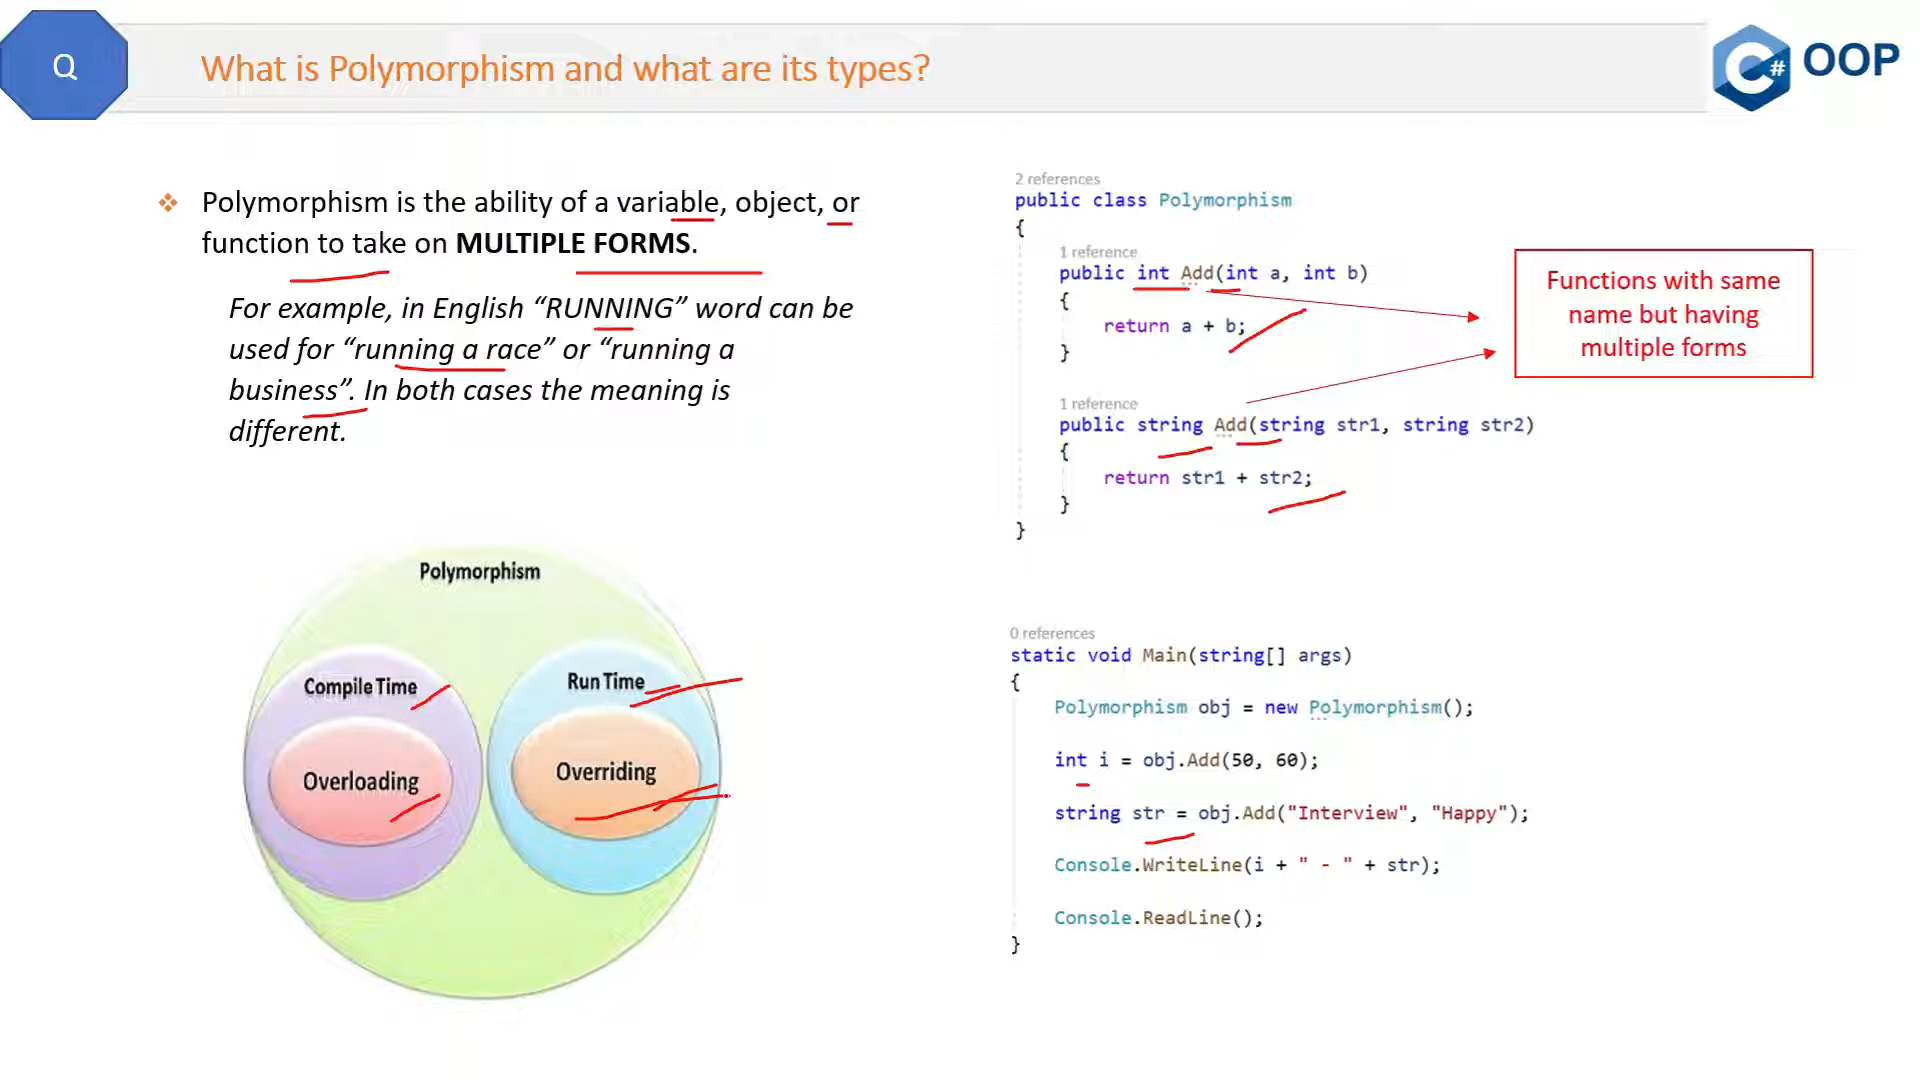 Q
What is Polymorphism and what are its types?
C# OOP
❖ Polymorphism is the ability of a variable, object, or
function to take on MULTIPLE FORMS.
For example, in English “RUNNING” word can be
used for “running a race” or “running a
business”. In both cases the meaning is
different.
Polymorphism
Compile Time
Run Time
Overloading
Overriding
2 references
public class Polymorphism
{
1 reference
public int Add(int a, int b)
{
return a + b;
}
1 reference
public string Add(string str1, string str2)
{
return str1 + str2;
}
}
Functions with same
name but having
multiple forms
0 references
static void Main(string[] args)
{
Polymorphism obj = new Polymorphism();
int i = obj.Add(50, 60);
string str = obj.Add("Interview", "Happy");
Console.WriteLine(i + " - " + str);
Console.ReadLine();
}